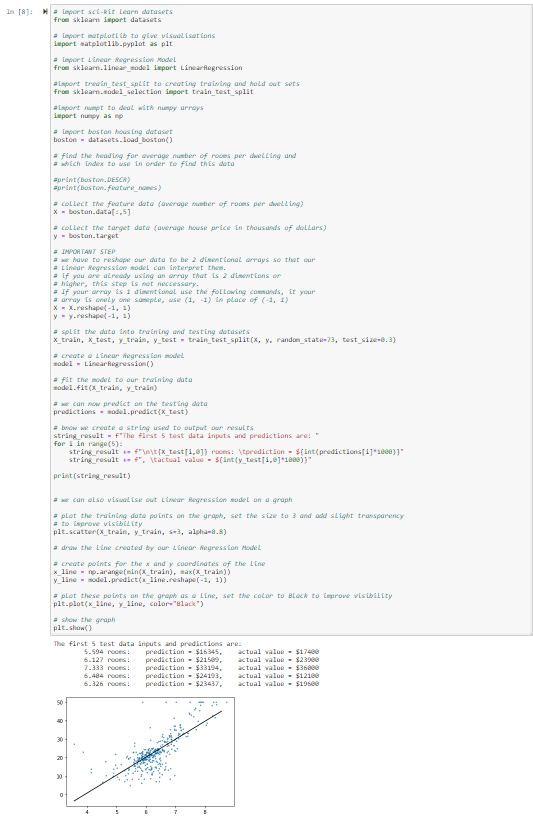 In [8]:
# import sci-kit learn datasets
from sklearn import datasets
# import matplotlib to give visualisations
import matplotlib.pyplot as plt
# import Linear Regression Model
from sklearn.linear_model import LinearRegression
#import treain_test_split to creating training and hold out sets
from sklearn.model_selection import train_test_split
#import numpt to deal with numpy arrays
import numpy as np
# import boston housing dataset
boston = datasets.load_boston()
# find the heading for average number of rooms per dwelling and
# which index to use in order to find this data
#print(boston.DESCR)
#print(boston.feature_names)
# collect the feature data (average number of rooms per dwelling)
X = boston.data[:,5]
# collect the target data (average house price in thousands of dollars)
y = boston.target
# IMPORTANT STEP
# we have to reshape our data to be 2 dimentional arrays so that our
# Linear Regression model can interpret them.
# if you are already using an array that is 2 dimentions or
# higher, this step is not neccessary.
# If your array is 1 dimentional use the following commands, it your
# array is onely one sameple, use (1, -1) in place of (-1, 1)
X = X.reshape(-1, 1)
y = y.reshape(-1, 1)
# split the data into training and testing datasets
X_train, X_test, y_train, y_test = train_test_split(X, y, random_state=73, test_size=0.3)
# create a Linear Regression model
model = LinearRegression()
# fit the model to our training data
model.fit(X_train, y_train)
# we can now predict on the testing data
predictions = model.predict(X_test)
# bnow we create a string used to output our results
string_result = f"The first 5 test data inputs and predictions are: "
for i in range(5):
string_result += f"\n\t{X_test[i,0]} rooms: \tprediction = ${int(predictions[i]*1000)}"
string_result += f", \tactual value = ${int(y_test[i,0]*1000)}"
print(string_result)
# we can also visualise out Linear Regression model on a graph
# plot the training data points on the graph, set the size to 3 and add slight transparency
# to improve visibility
plt.scatter(X_train, y_train, s=3, alpha=0.8)
# draw the line created by our Linear Regression Model
# create points for the x and y coordinates of the line
x_line = np.arange(min(X_train), max(X_train))
y_line = model.predict(x_line.reshape(-1, 1))
# plot these points on the graph as a line, set the color to Black to improve visibility
plt.plot(x_line, y_line, color="Black")
# show the graph
plt.show()
The first 5 test data inputs and predictions are:
5.594 rooms: prediction = $16345, actual value = $17400
6.127 rooms: prediction = $21509, actual value = $23900
7.333 rooms: prediction = $33194, actual value = $36000
6.404 rooms: prediction = $24193, actual value = $12100
6.326 rooms: prediction = $23437, actual value = $19600
50
40
30
20
10
0
4 5 6 7 8